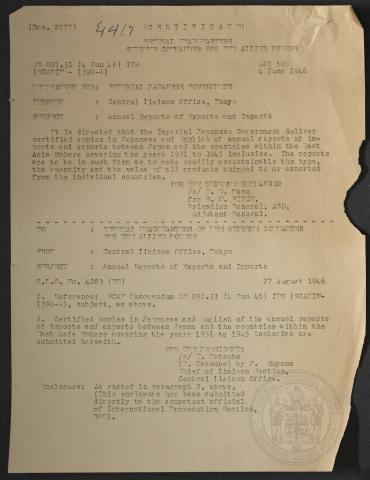 (Doc. 2177) 4417 (CERTIFICATE)
GENERAL HEADQUARTERS
SUPREME COMMANDER FOR THE ALLIED POWERS
AG 091.31 (4 Jun 46) IPS APO 500
(SCAPIN - 1390-A) 4 June 1946
MEMORANDUM FOR: IMPERIAL JAPANESE GOVERNMENT
THROUGH : Central Liaison Office, Tokyo
SUBJECT : Annual Reports of Exports and Imports
It is directed that the Imperial Japanese Government deliver
certified copies in Japanese and English of annual reports of im-
ports and exports between Japan and the countries within the East
Asia Sphere covering the years 1931 to 1945 inclusive. The reports
are to be in such form as to make readily ascertainable the type,
the quantity and the value of all products shipped to or exported
from the individual countries.
FOR THE SUPREME COMMANDER
/s/
for B. M. FITCH,
Brigadier General, AGD,
Adjutant General.
TO : GENERAL HEADQUARTERS OF THE SUPREME COMMANDER
FOR THE ALLIED POWERS
FROM : Central Liaison Office, Tokyo
SUBJECT : Annual Reports of Exports and Imports
C.L.O. No. 4283 27 August 1946
1. Reference: SCAP Memorandum AG 091.31 (4 Jun 46) IPS (SCAPIN-
1390-A), subject, as above.
2. Certified copies in Japanese and English of the annual reports
of imports and exports between Japan and the countries within the
East Asia Sphere covering the years 1931 to 1945 inclusive are
submitted herewith.
FOR THE PRESIDENT:
/s/ T. Katsube
(T. Katsube) by
Chief of Liaison Section,
Central Liaison Office.
Enclosure: As stated in paragraph 2, above,
(This enclosure has been submitted
directly to the competent official
of International Prosecution Section,